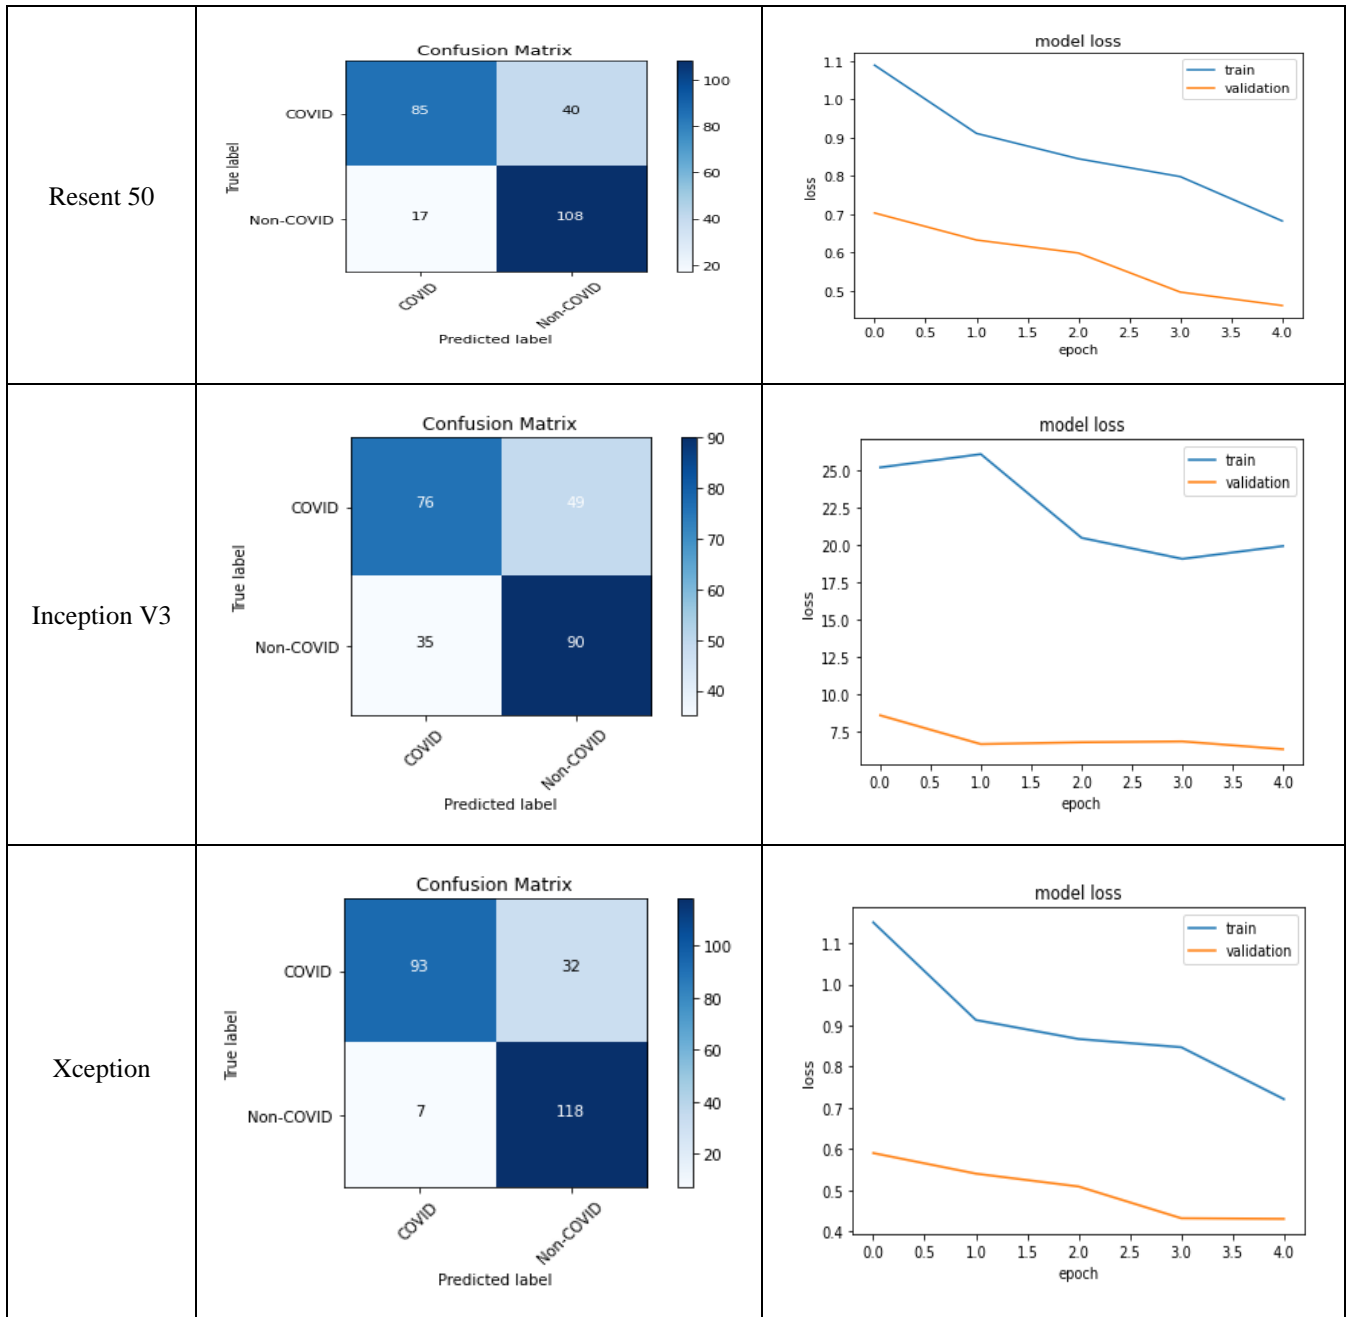 Resent 50
Confusion Matrix
True label
COVID
Non-COVID
85
40
17
108
COVID
Non-COVID
Predicted label
100
80
60
40
20
model loss
train
validation
loss
1.1
1.0
0.9
0.8
0.7
0.6
0.5
0.0 0.5 1.0 1.5 2.0 2.5 3.0 3.5 4.0
epoch
Inception V3
Confusion Matrix
True label
COVID
Non-COVID
76
49
35
90
COVID
Non-COVID
Predicted label
90
80
70
60
50
40
model loss
train
validation
loss
25.0
22.5
20.0
17.5
15.0
12.5
10.0
7.5
0.0 0.5 1.0 1.5 2.0 2.5 3.0 3.5 4.0
epoch
Xception
Confusion Matrix
True label
COVID
Non-COVID
93
32
7
118
COVID
Non-COVID
Predicted label
100
80
60
40
20
model loss
train
validation
loss
1.1
1.0
0.9
0.8
0.7
0.6
0.5
0.4
0.0 0.5 1.0 1.5 2.0 2.5 3.0 3.5 4.0
epoch